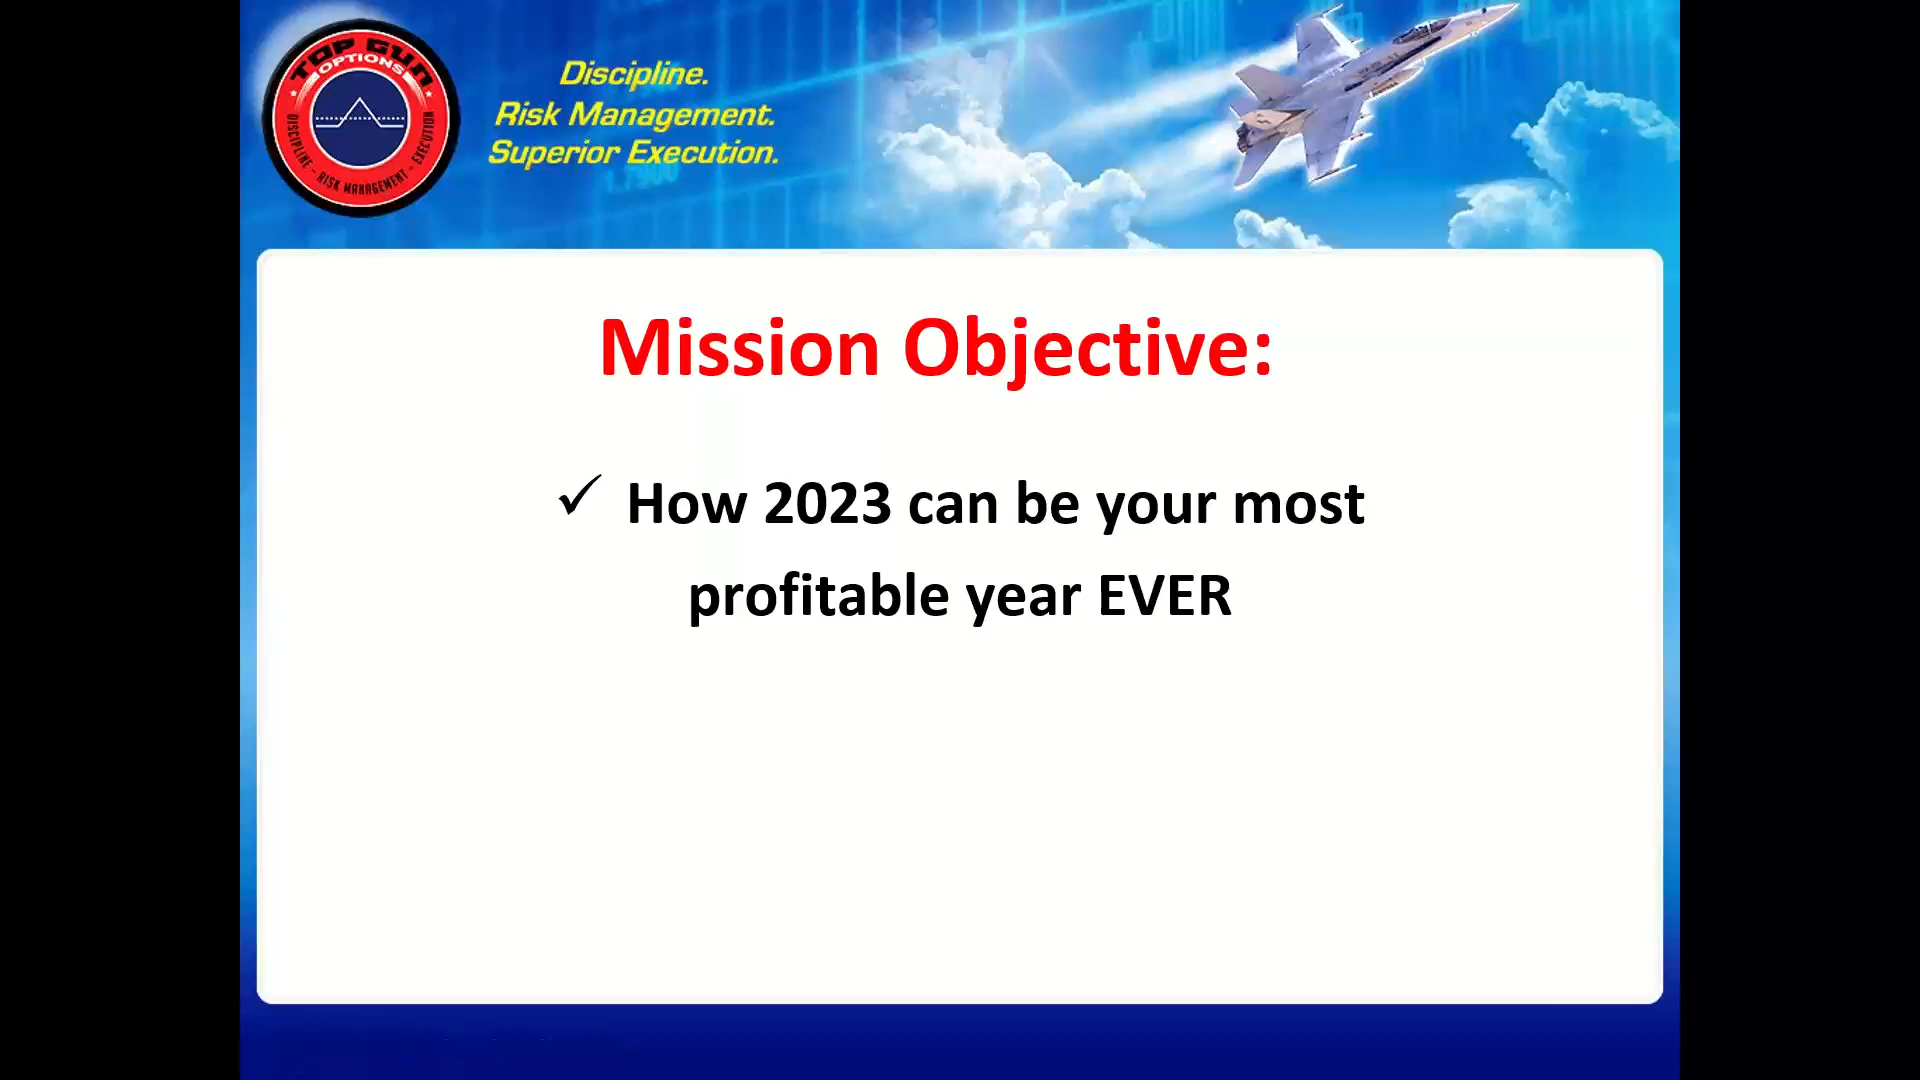 TOP GUN
OPTIONS
DISCIPLINE - RISK MANAGEMENT - EXECUTION
Discipline.
Risk Management.
Superior Execution.
Mission Objective:
✓ How 2023 can be your most
profitable year EVER